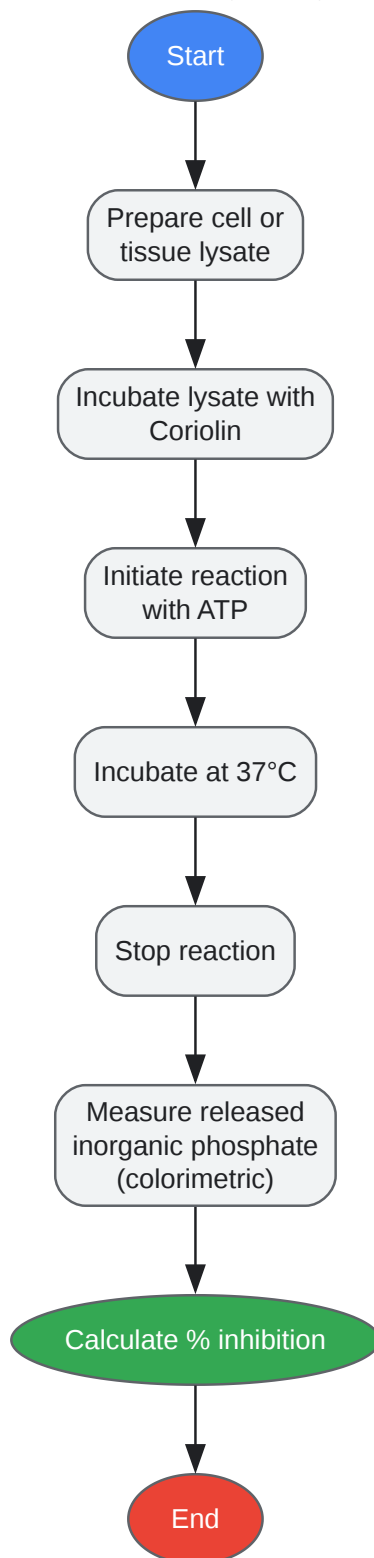 Start
Prepare cell or
tissue lysate
Incubate lysate with
Coriolin
Initiate reaction
with ATP
Incubate at 37°C
Stop reaction
Measure released
inorganic phosphate
(colorimetric)
Calculate % inhibition
End